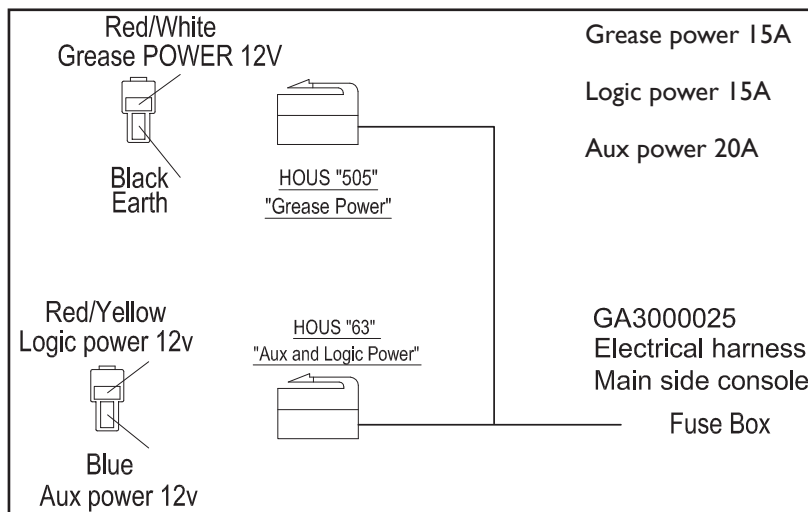 Red/White
Grease POWER 12V
Black
Earth
HOUS "505"
"Grease Power"
Grease power 15A
Logic power 15A
Aux power 20A
Red/Yellow
Logic power 12v
Blue
Aux power 12v
HOUS "63"
"Aux and Logic Power"
GA3000025
Electrical harness
Main side console
Fuse Box